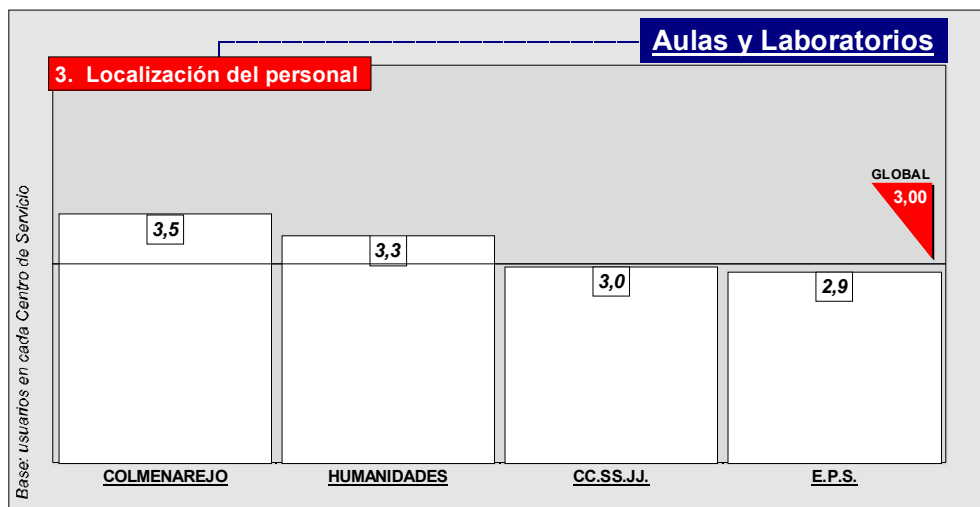 Aulas y Laboratorios
3. Localización del personal
GLOBAL
3,00
3,5
3,3
3,0
2,9
COLMENAREJO
HUMANIDADES
CC.SS.JJ.
E.P.S.
Base: usuarios en cada Centro de Servicio